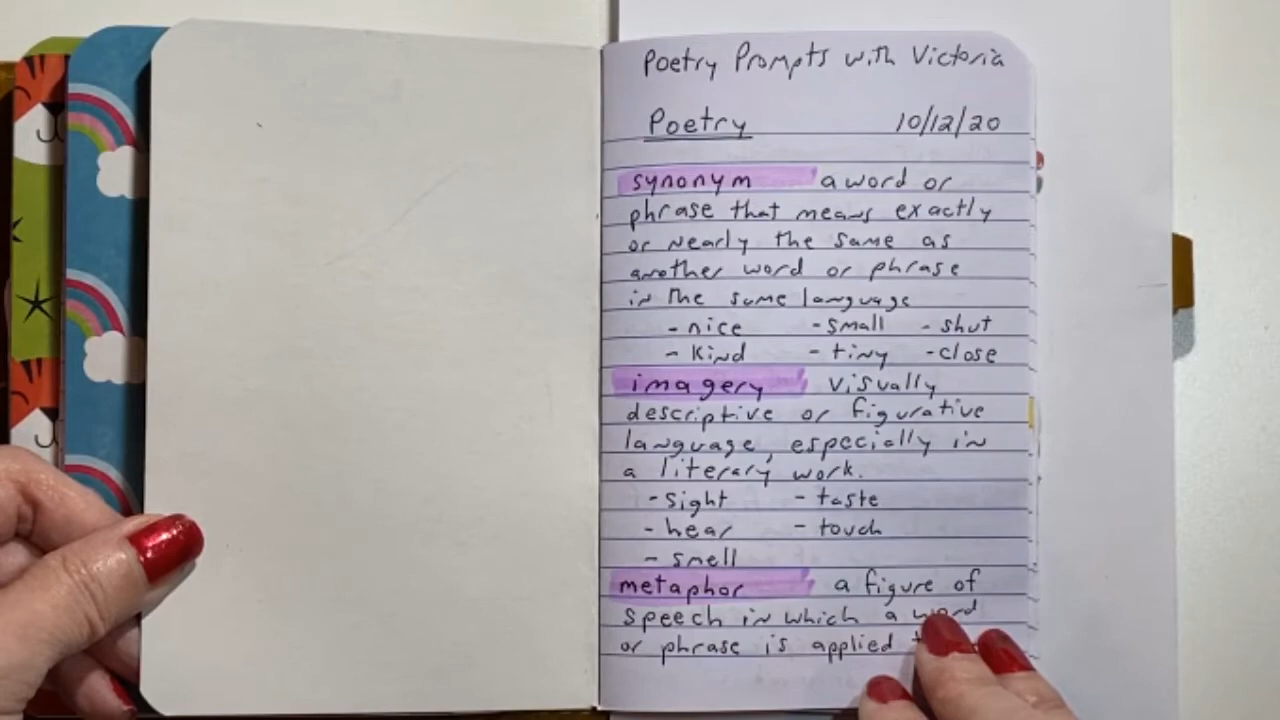 Poetry Prompts with Victoria
Poetry 10/12/20
synonym a word or
phrase that means exactly
or nearly the same as
another word or phrase
in the same language
- nice - small - shut
- kind - tiny - close
imagery visually
descriptive or figurative
language, especially in
a literary work.
- sight - taste
- hear - touch
- smell
metaphor a figure of
speech in which a word
or phrase is applied